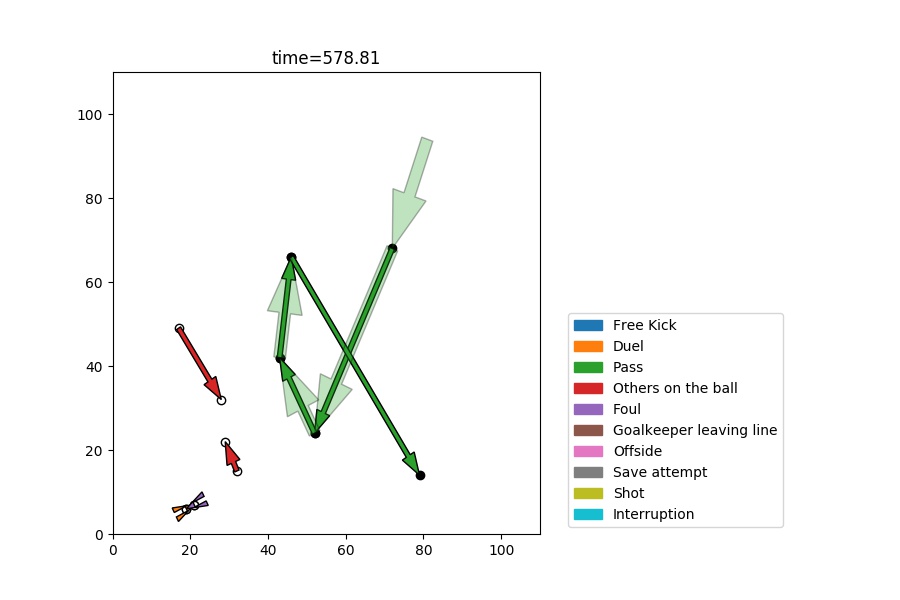 time=578.81
100
80
60
40
20
0
0 20 40 60 80 100
Free Kick
Duel
Pass
Others on the ball
Foul
Goalkeeper leaving line
Offside
Save attempt
Shot
Interruption